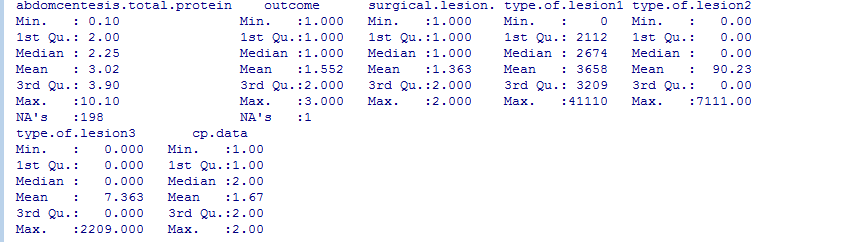 abdomcentesis.total.protein    outcome      surgical.lesion. type.of.lesion1 type.of.lesion2
Min.   : 0.10               Min.   :1.000   Min.   :1.000    Min.   :    0   Min.   :   0.00
1st Qu.: 2.00               1st Qu.:1.000   1st Qu.:1.000    1st Qu.: 2112   1st Qu.:   0.00
Median : 2.25               Median :1.000   Median :1.000    Median : 2674   Median :   0.00
Mean   : 3.02               Mean   :1.552   Mean   :1.363    Mean   : 3658   Mean   :  90.23
3rd Qu.: 3.90               3rd Qu.:2.000   3rd Qu.:2.000    3rd Qu.: 3209   3rd Qu.:   0.00
Max.   :10.10               Max.   :3.000   Max.   :2.000    Max.   :41110   Max.   :7111.00
NA's   :198                 NA's   :1
type.of.lesion3       cp.data
Min.   :   0.000   Min.   :1.00
1st Qu.:   0.000   1st Qu.:1.00
Median :   0.000   Median :2.00
Mean   :   7.363   Mean   :1.67
3rd Qu.:   0.000   3rd Qu.:2.00
Max.   :2209.000   Max.   :2.00